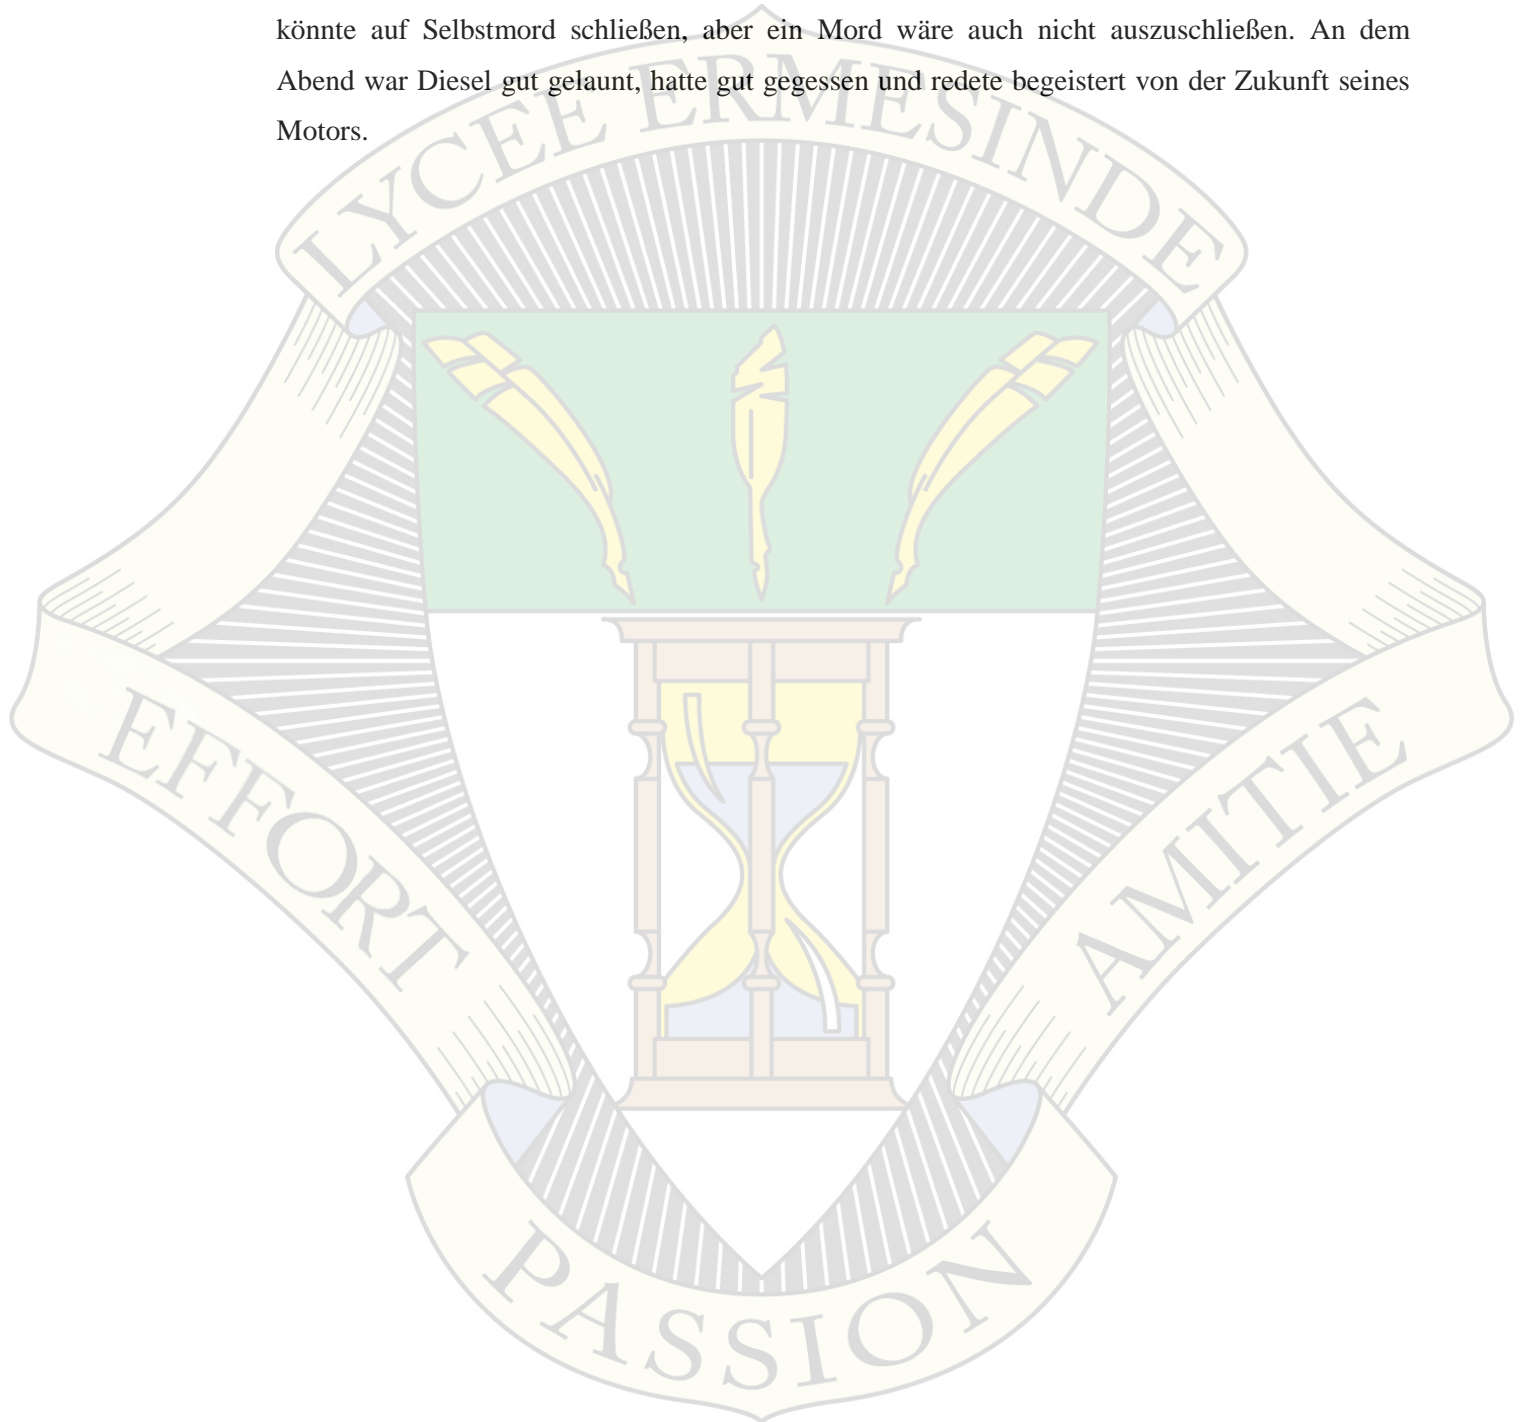 könnte auf Selbstmord schließen, aber ein Mord wäre auch nicht auszuschließen. An dem
Abend war Diesel gut gelaunt, hatte gut gegessen und redete begeistert von der Zukunft seines
Motors.
LYCEE ERMESINDE
EFFORT
AMITIE
PASSION